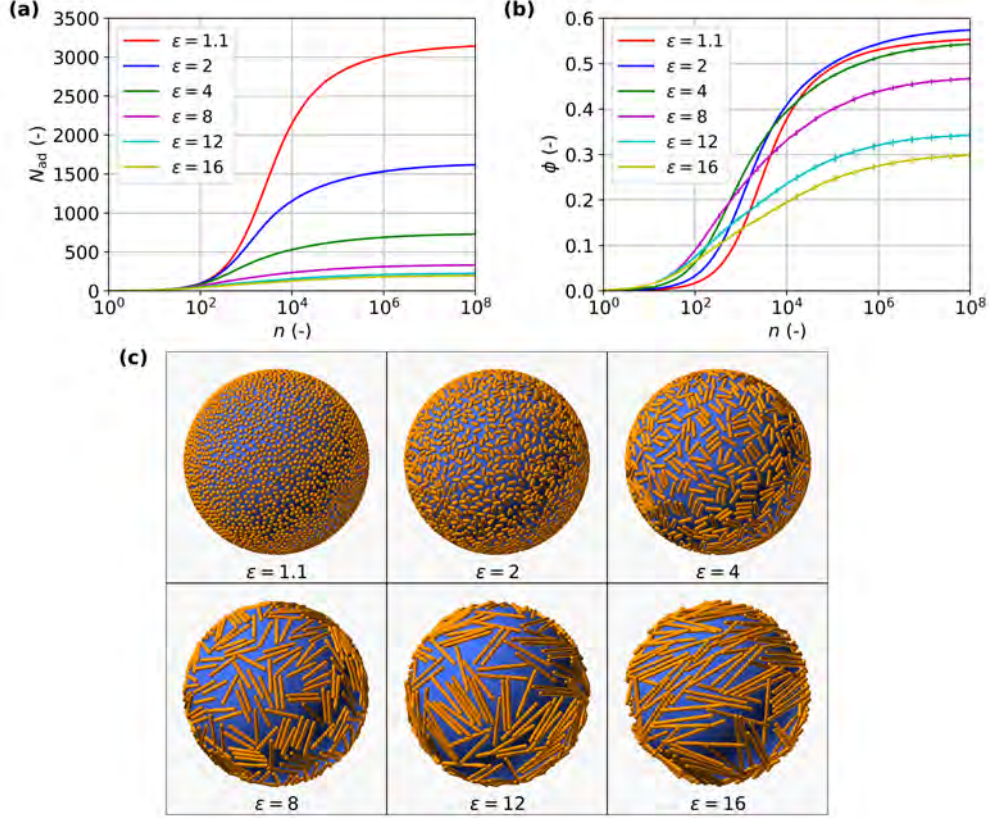 (a)
3500
3000
2500
2000
1500
1000
500
0
N_ad (-)
ε = 1.1
ε = 2
ε = 4
ε = 8
ε = 12
ε = 16
10^0 10^2 10^4 10^6 10^8
n (-)
(b)
0.6
0.5
0.4
0.3
0.2
0.1
0.0
ϕ (-)
ε = 1.1
ε = 2
ε = 4
ε = 8
ε = 12
ε = 16
10^0 10^2 10^4 10^6 10^8
n (-)
(c)
ε = 1.1 ε = 2 ε = 4
ε = 8 ε = 12 ε = 16